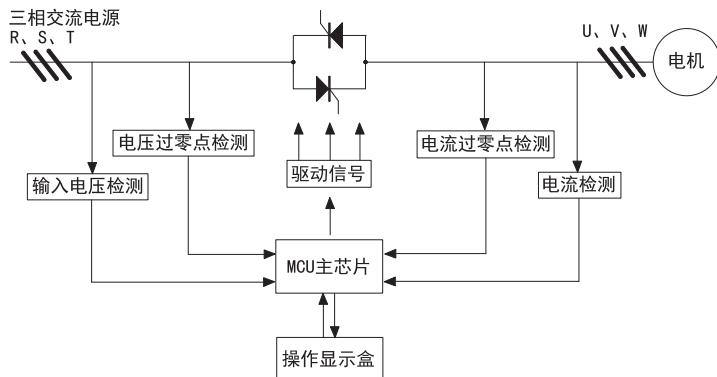 三相交流电源
R、S、T
U、V、W
电机
电压过零点检测
电流过零点检测
输入电压检测
驱动信号
电流检测
MCU主芯片
操作显示盒